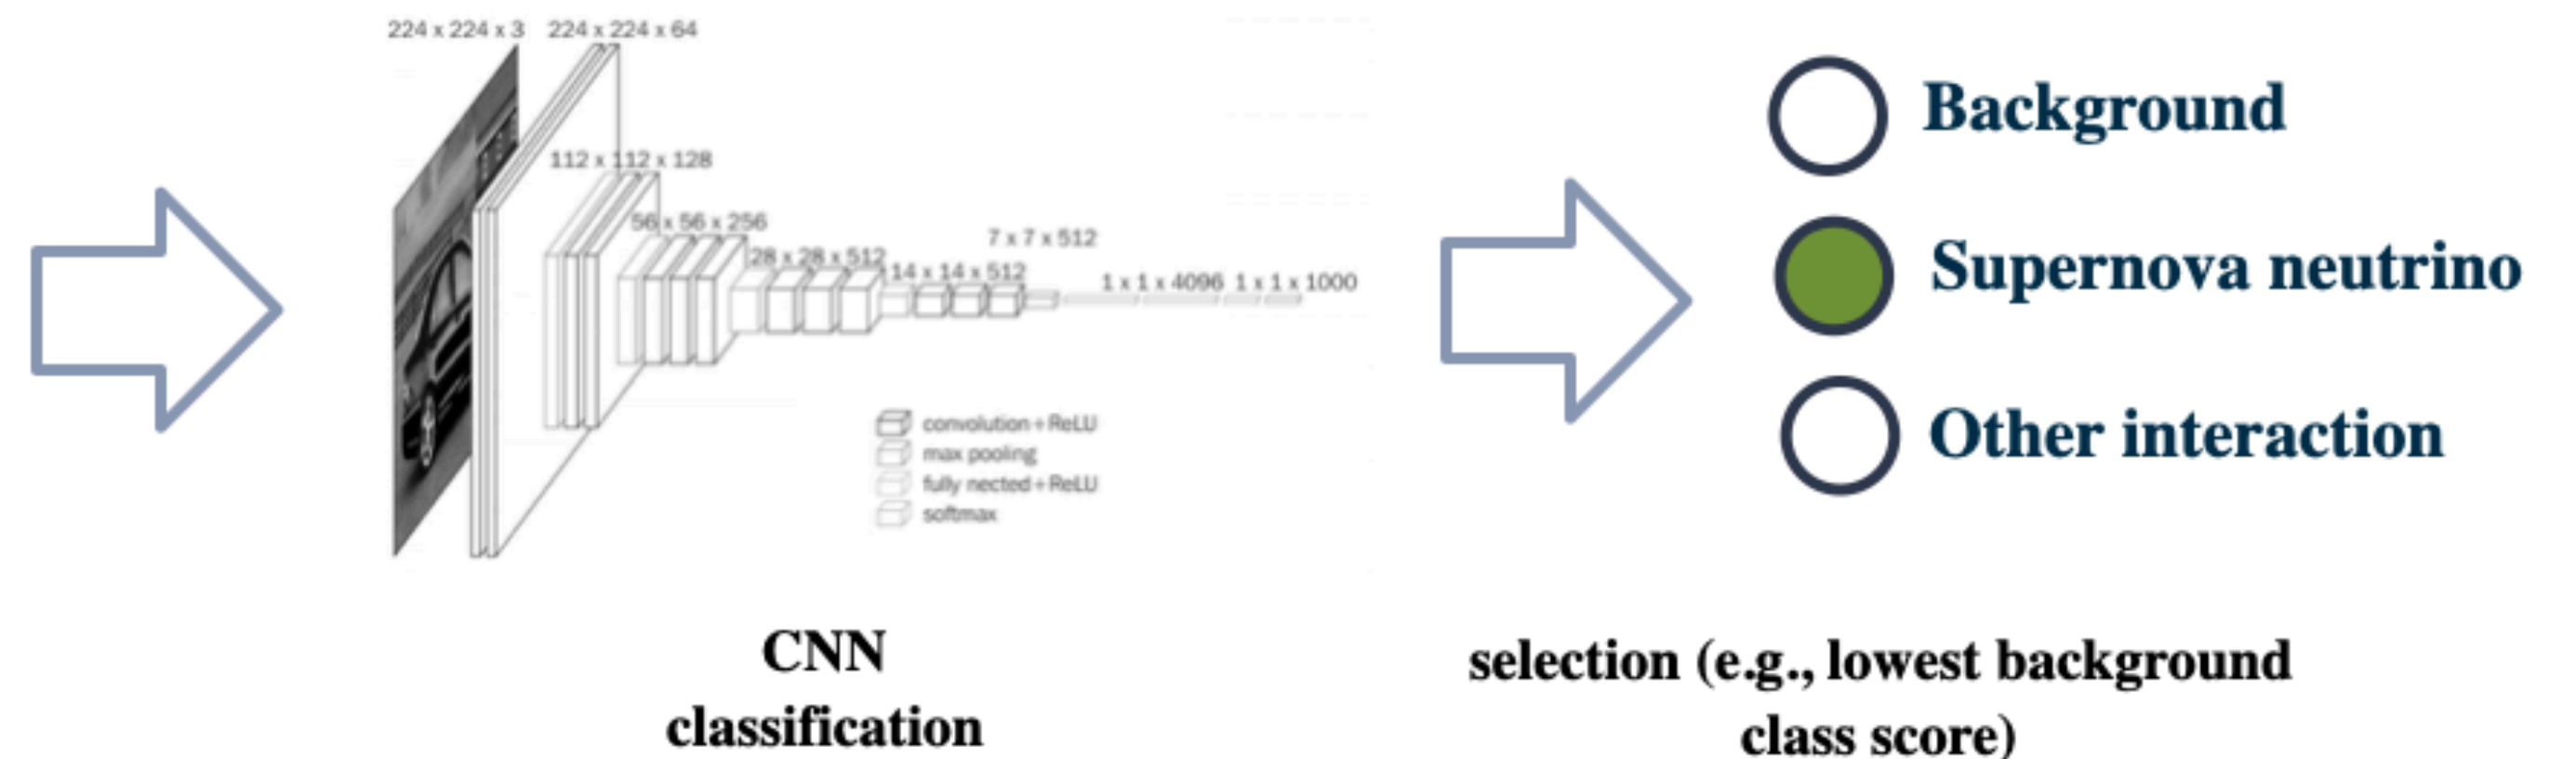 224 x 224 x 3 224 x 224 x 64
112 x 112 x 128
56 x 56 x 256
28 x 28 x 512
14 x 14 x 512
7 x 7 x 512
1 x 1 x 4096 1 x 1 x 1000
convolution+ReLU
max pooling
fully nected+ReLU
softmax
CNN
classification
Background
Supernova neutrino
Other interaction
selection (e.g., lowest background
class score)